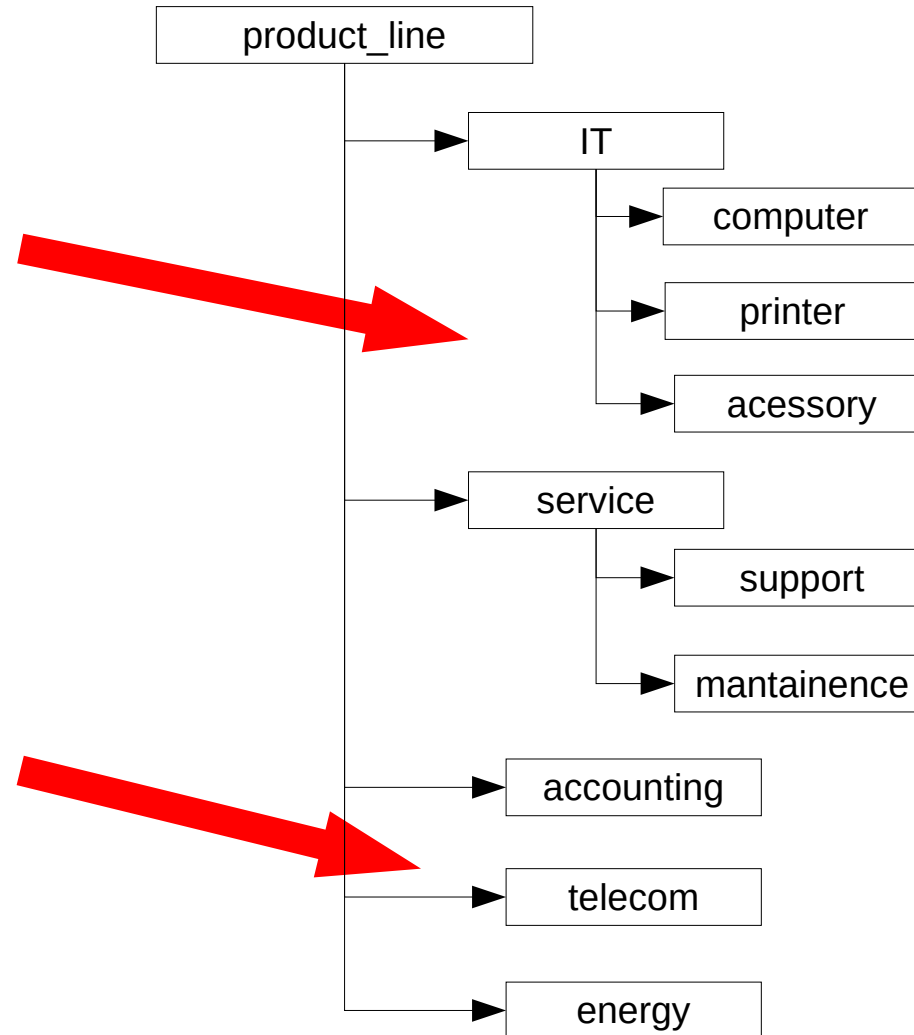 product_line
IT
computer
printer
acessory
service
support
mantainence
accounting
telecom
energy